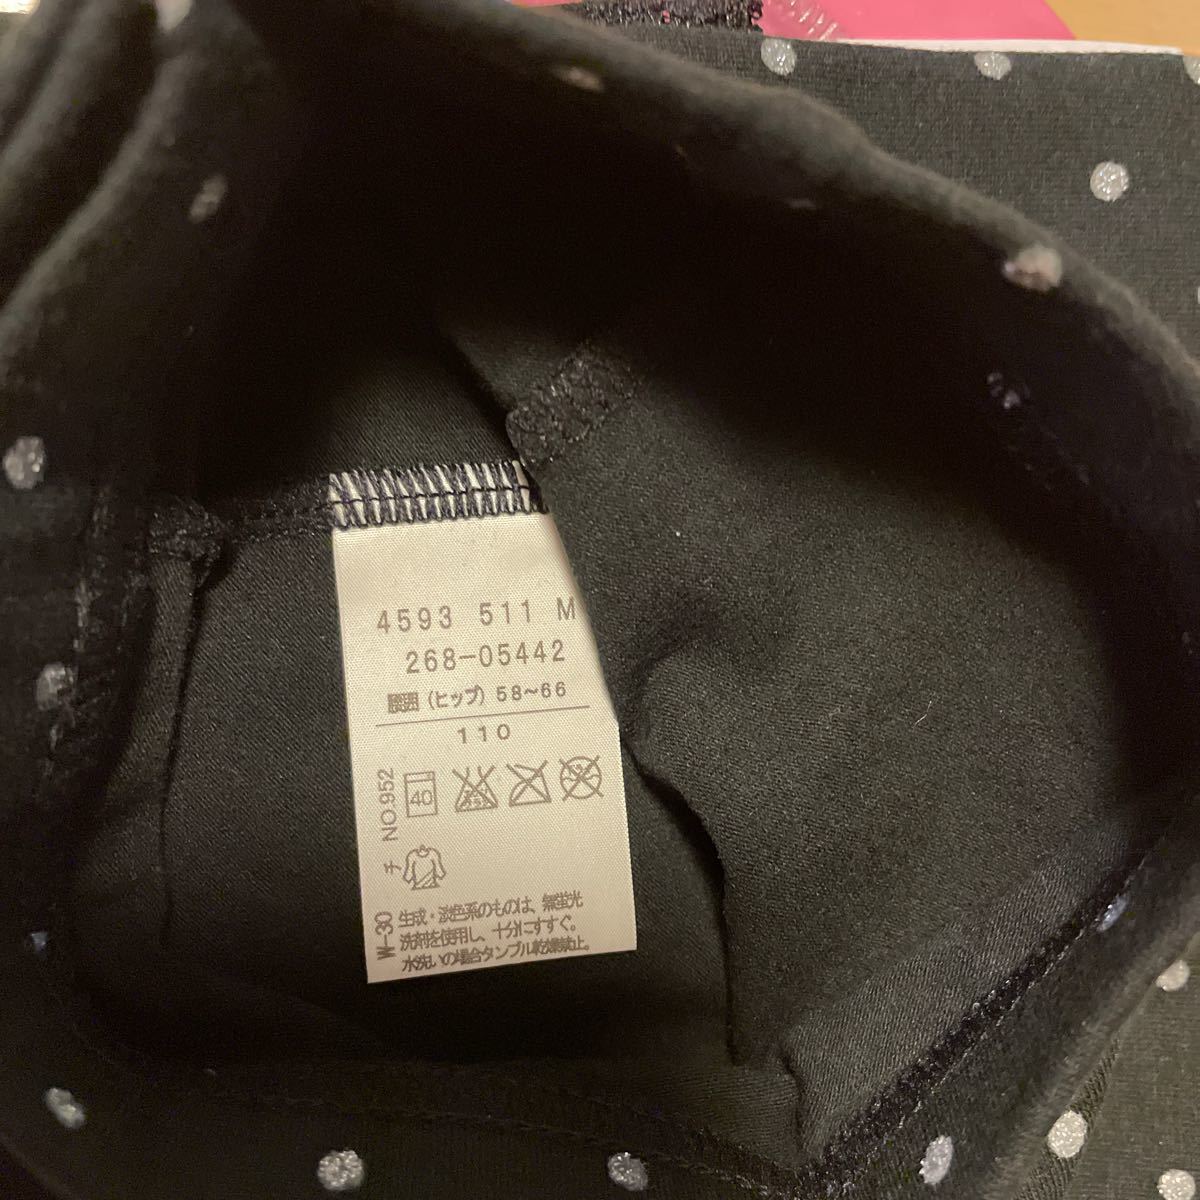 4593 511 M
268-05442
腰囲(ヒップ)58~66
110
NO.952
40
チ
W-30
生成・淡色系のものは、無蛍光
洗剤を使用し、十分にすすぐ。
水洗いの場合タンブル乾燥禁止。